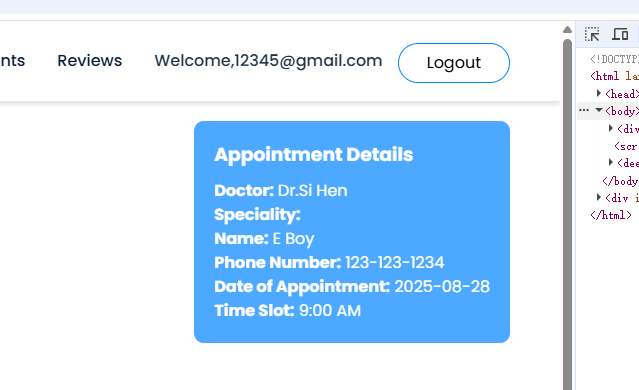 nts Reviews Welcome,12345@gmail.com Logout
Appointment Details
Doctor: Dr.Si Hen
Speciality:
Name: E Boy
Phone Number: 123-123-1234
Date of Appointment: 2025-08-28
Time Slot: 9:00 AM
<!DOCTYP
<html la
<head>
<body>
<div
<scr
<dee
</body
<div i
</html>